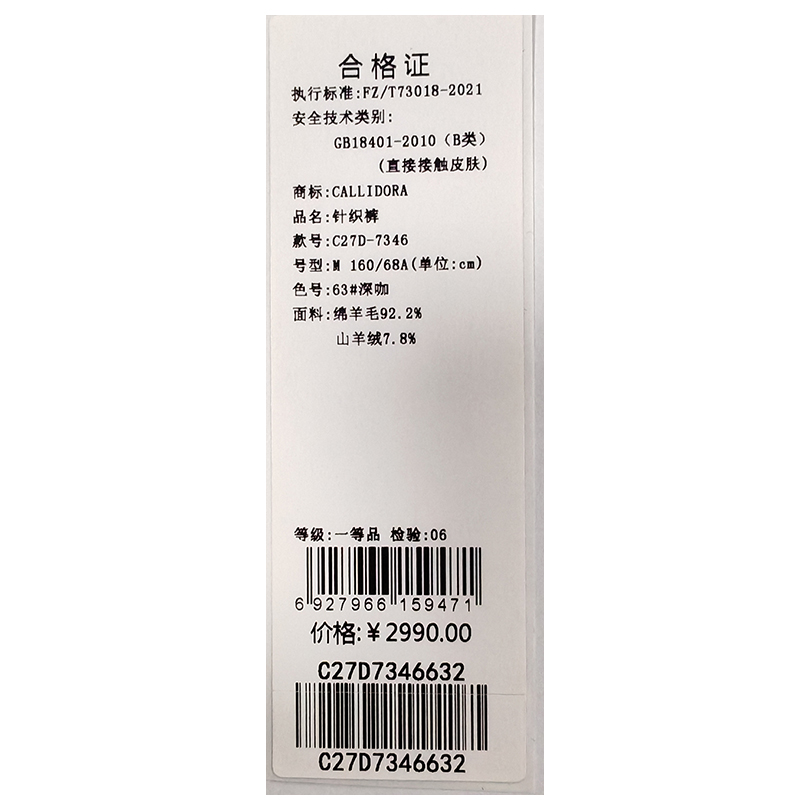 合格证
执行标准:FZ/T73018-2021
安全技术类别:
GB18401-2010（B类）
(直接接触皮肤)
商标:CALLIDORA
品名:针织裤
款号:C27D-7346
号型:M 160/68A(单位:cm)
色号:63#深咖
面料:绵羊毛92.2%
山羊绒7.8%
等级:一等品 检验:06
6 927966 159471
价格:￥2990.00
C27D7346632
C27D7346632